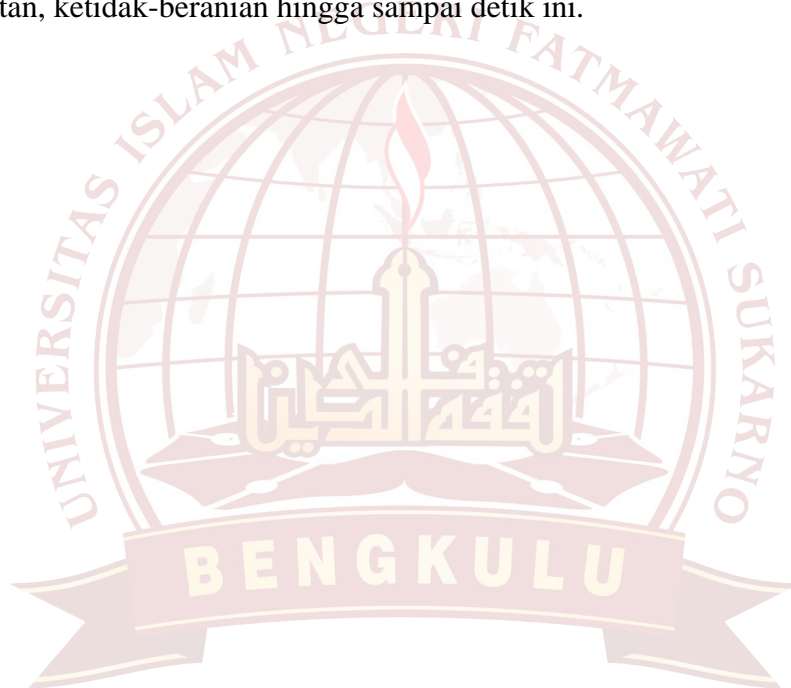 tan, ketidak-beranian hingga sampai detik ini.
UNIVERSITAS ISLAM NEGERI FATMAWATI SUKARNO
BENGKULU